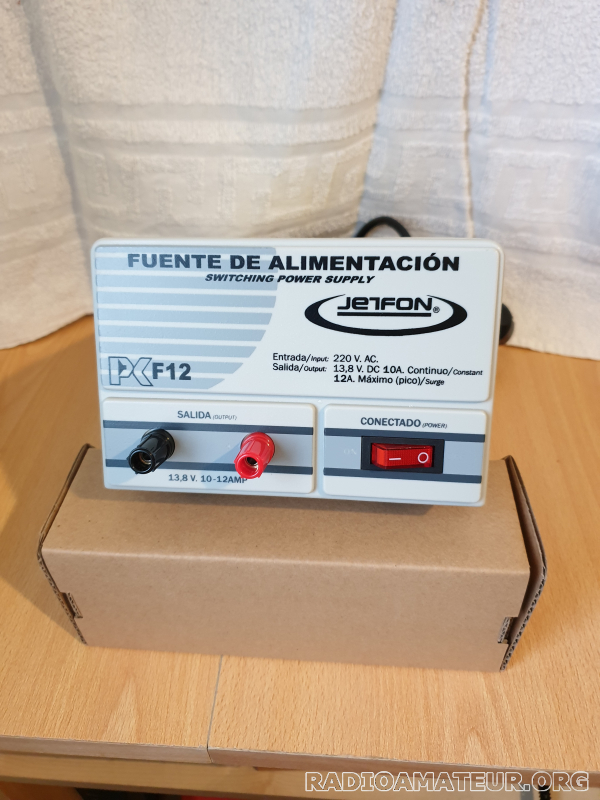 FUENTE DE ALIMENTACIÓN
SWITCHING POWER SUPPLY
JETFON®
Entrada/Input: 220 V. AC.
Salida/Output: 13,8 V. DC 10A. Continuo/Constant
12A. Máximo (pico)/Surge
PC F12
SALIDA (OUTPUT)
CONECTADO (POWER)
13,8 V. 10-12AMP
RADIOAMATEUR.ORG